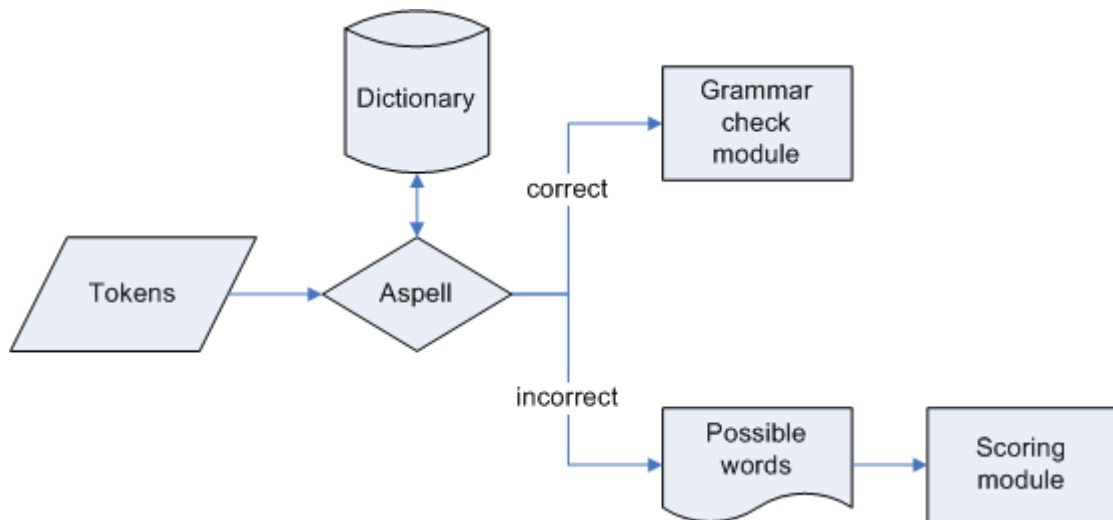 Dictionary
Grammar
check
module
correct
Tokens
Aspell
incorrect
Possible
words
Scoring
module